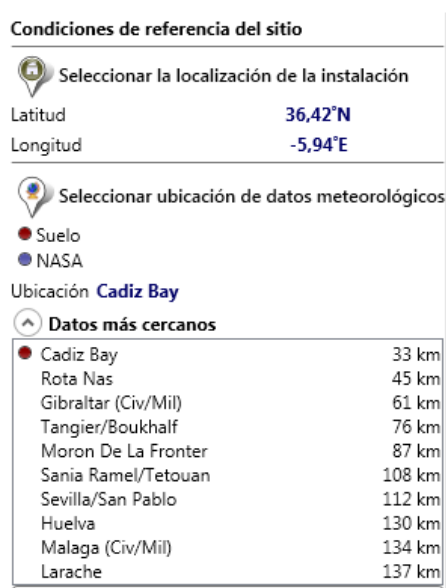 Condiciones de referencia del sitio
Seleccionar la localización de la instalación
Latitud 36,42°N
Longitud -5,94°E
Seleccionar ubicación de datos meteorológicos
Suelo
NASA
Ubicación Cadiz Bay
Datos más cercanos
Cadiz Bay 33 km
Rota Nas 45 km
Gibraltar (Civ/Mil) 61 km
Tangier/Boukhalf 76 km
Moron De La Fronter 87 km
Sania Ramel/Tetouan 108 km
Sevilla/San Pablo 112 km
Huelva 130 km
Malaga (Civ/Mil) 134 km
Larache 137 km